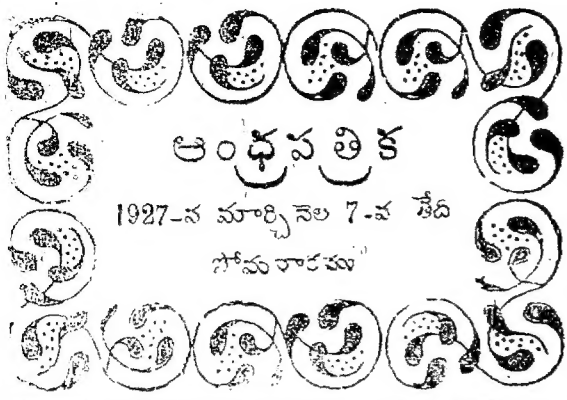 ఆంధ్రపత్రిక
1927-న మార్చినెల 7-వ తేది
సోమవారము